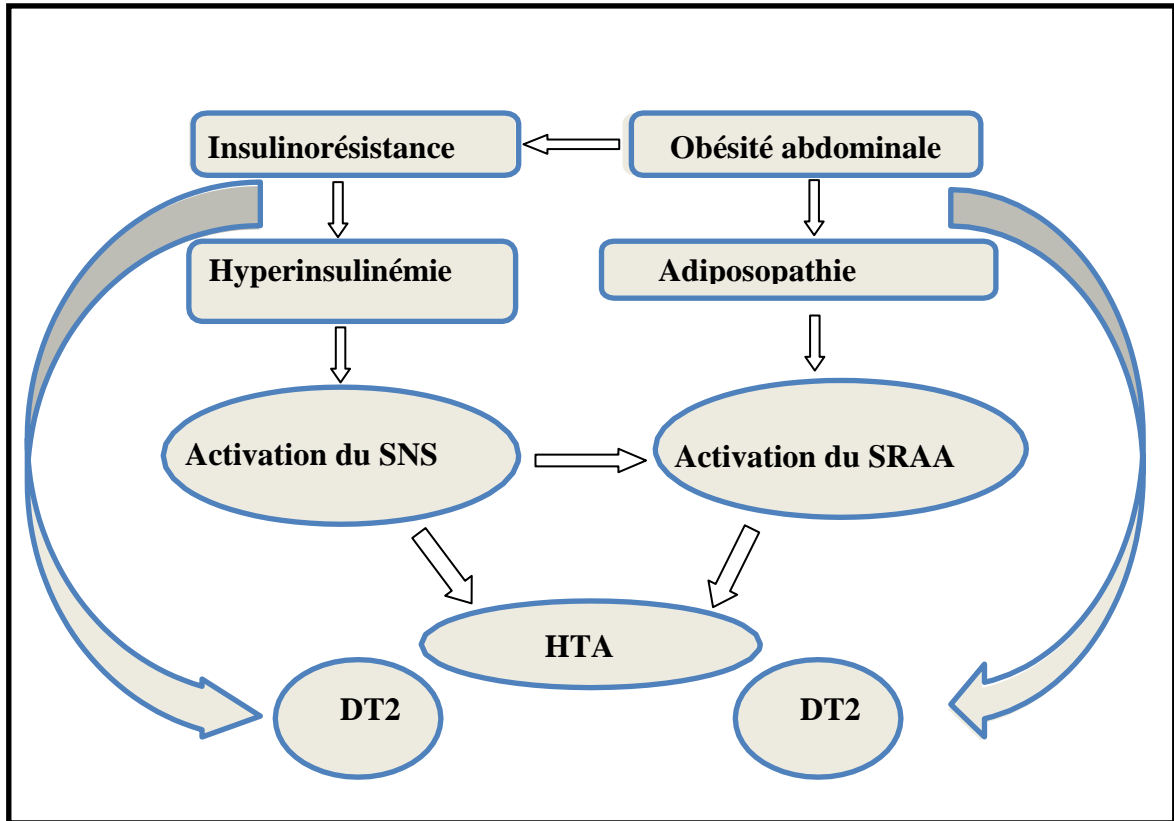 Insulinorésistance
Obésité abdominale
Hyperinsulinémie
Adiposopathie
Activation du SNS
Activation du SRAA
HTA
DT2
DT2